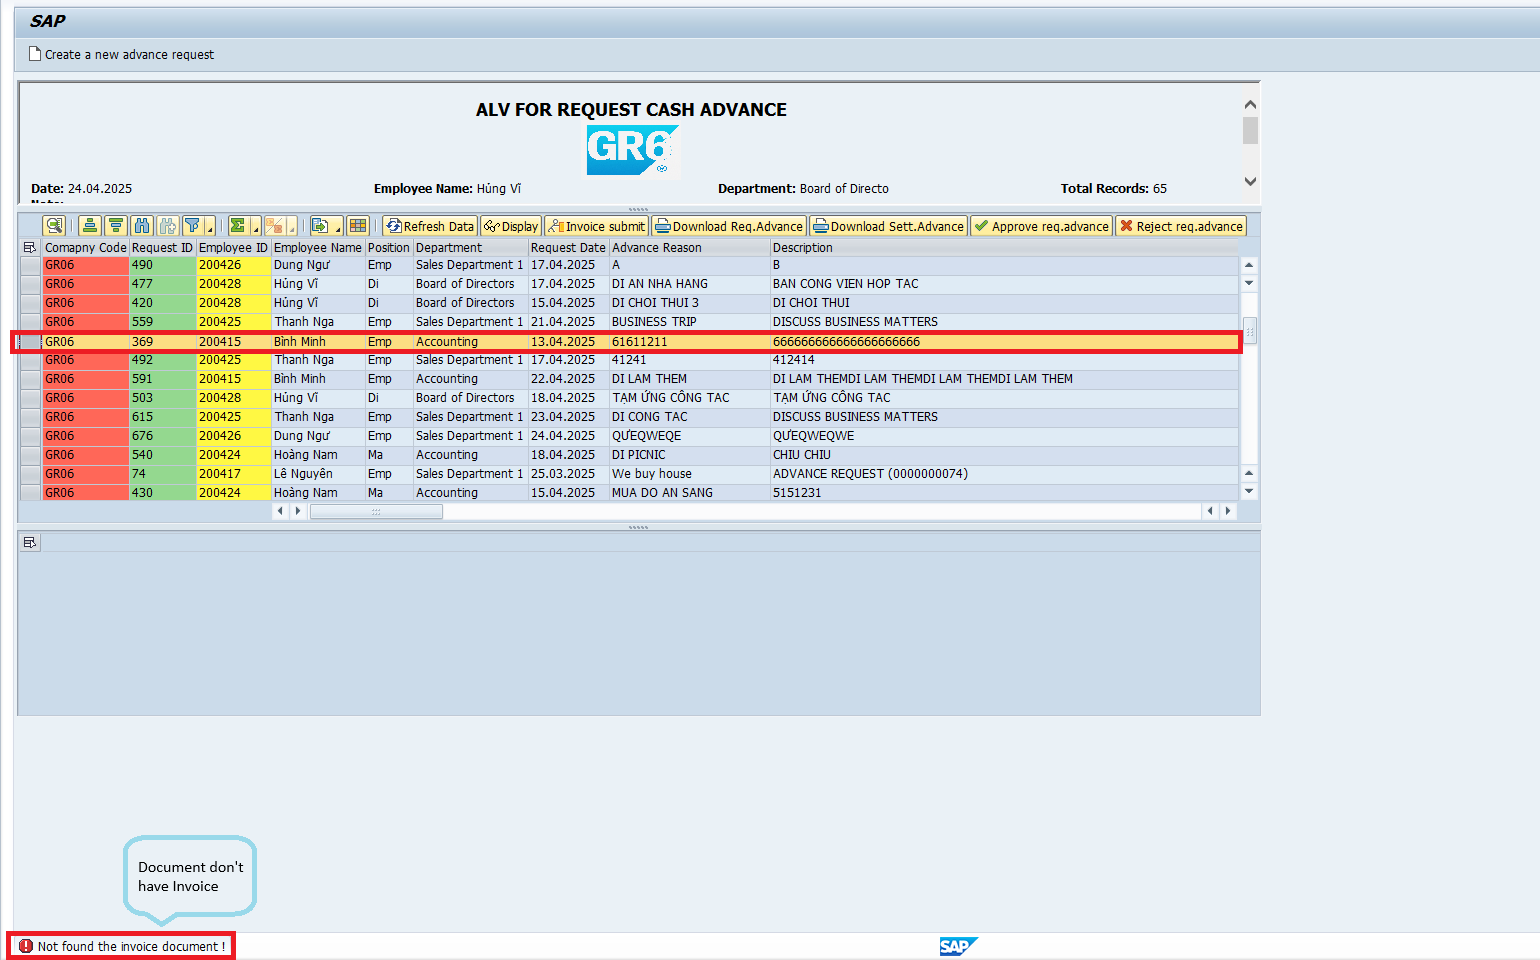 SAP
Create a new advance request
ALV FOR REQUEST CASH ADVANCE
GR6
Date: 24.04.2025 Employee Name: Hủng Vĩ Department: Board of Directo Total Records: 65
Refresh Data Display Invoice submit Download Req.Advance Download Sett.Advance Approve req.advance Reject req.advance
Comapny Code Request ID Employee ID Employee Name Position Department Request Date Advance Reason Description
GR06 490 200426 Dung Ngư Emp Sales Department 1 17.04.2025 A B
GR06 477 200428 Hủng Vĩ Di Board of Directors 17.04.2025 DI AN NHA HANG BAN CONG VIEN HOP TAC
GR06 420 200428 Hủng Vĩ Di Board of Directors 15.04.2025 DI CHOI THUI 3 DI CHOI THUI
GR06 559 200425 Thanh Nga Emp Sales Department 1 21.04.2025 BUSINESS TRIP DISCUSS BUSINESS MATTERS
GR06 369 200415 Bình Minh Emp Accounting 13.04.2025 61611211 666666666666666666666
GR06 492 200425 Thanh Nga Emp Sales Department 1 17.04.2025 41241 412414
GR06 591 200415 Bình Minh Emp Accounting 22.04.2025 DI LAM THEM DI LAM THEMDI LAM THEMDI LAM THEMDI LAM THEM
GR06 503 200428 Hủng Vĩ Di Board of Directors 18.04.2025 TẠM ỨNG CÔNG TAC TẠM ỨNG CÔNG TAC
GR06 615 200425 Thanh Nga Emp Sales Department 1 23.04.2025 DI CONG TAC DISCUSS BUSINESS MATTERS
GR06 676 200426 Dung Ngư Emp Sales Department 1 24.04.2025 QƯEQWEQE QƯEQWEQWE
GR06 540 200424 Hoàng Nam Ma Accounting 18.04.2025 DI PICNIC CHIU CHIU
GR06 74 200417 Lê Nguyên Emp Sales Department 1 25.03.2025 We buy house ADVANCE REQUEST (0000000074)
GR06 430 200424 Hoàng Nam Ma Accounting 15.04.2025 MUA DO AN SANG 5151231
Document don't
have Invoice
Not found the invoice document !
SAP